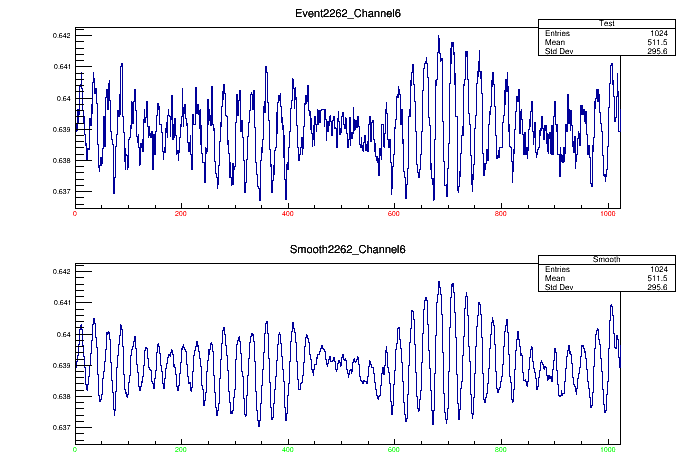 Event2262_Channel6
Test
Entries 1024
Mean 511.5
Std Dev 295.6
0.642
0.641
0.64
0.639
0.638
0.637
0 200 400 600 800 1000
Smooth2262_Channel6
Smooth
Entries 1024
Mean 511.5
Std Dev 295.6
0.642
0.641
0.64
0.639
0.638
0.637
0 200 400 600 800 1000